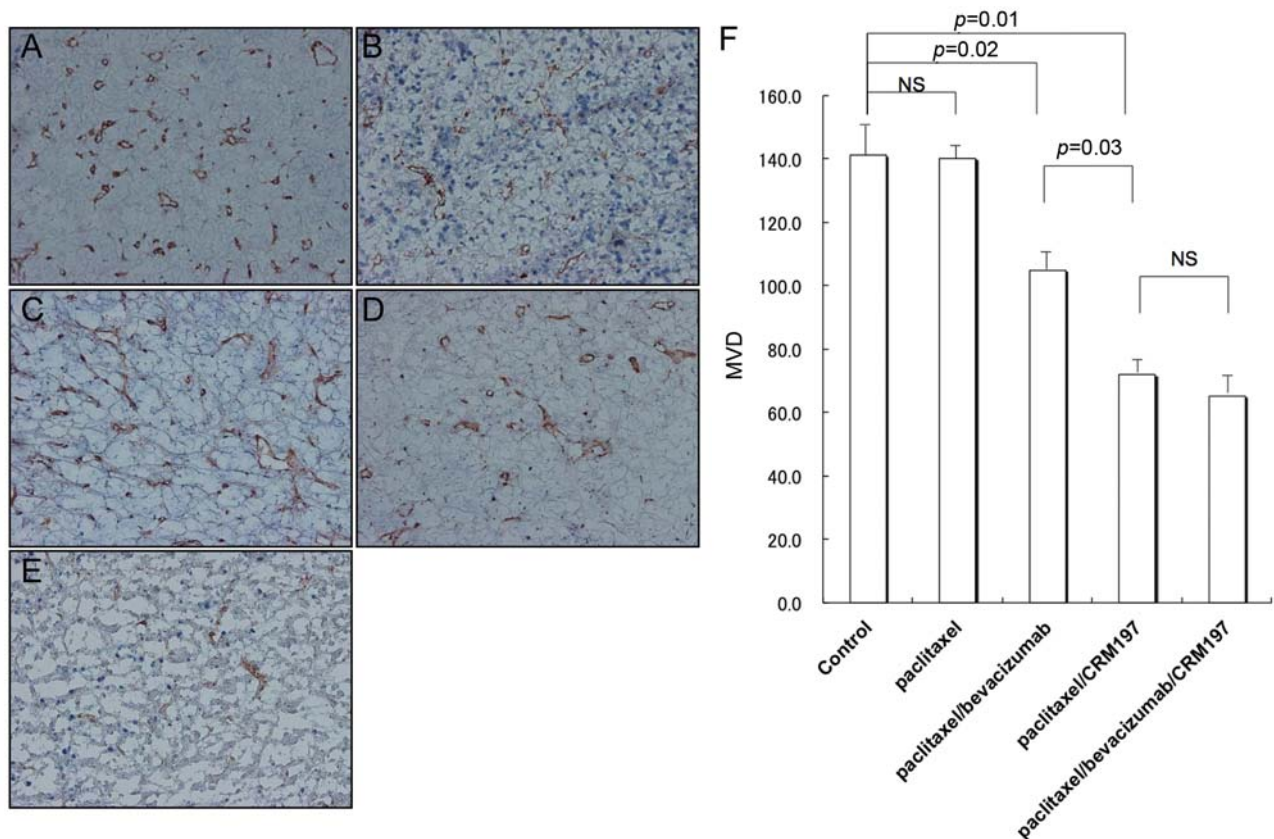 A
B
C
D
E
F
p=0.01
p=0.02
NS
p=0.03
NS
160.0
140.0
120.0
100.0
80.0
60.0
40.0
20.0
0.0
MVD
Control
paclitaxel
paclitaxel/bevacizumab
paclitaxel/CRM197
paclitaxel/bevacizumab/CRM197